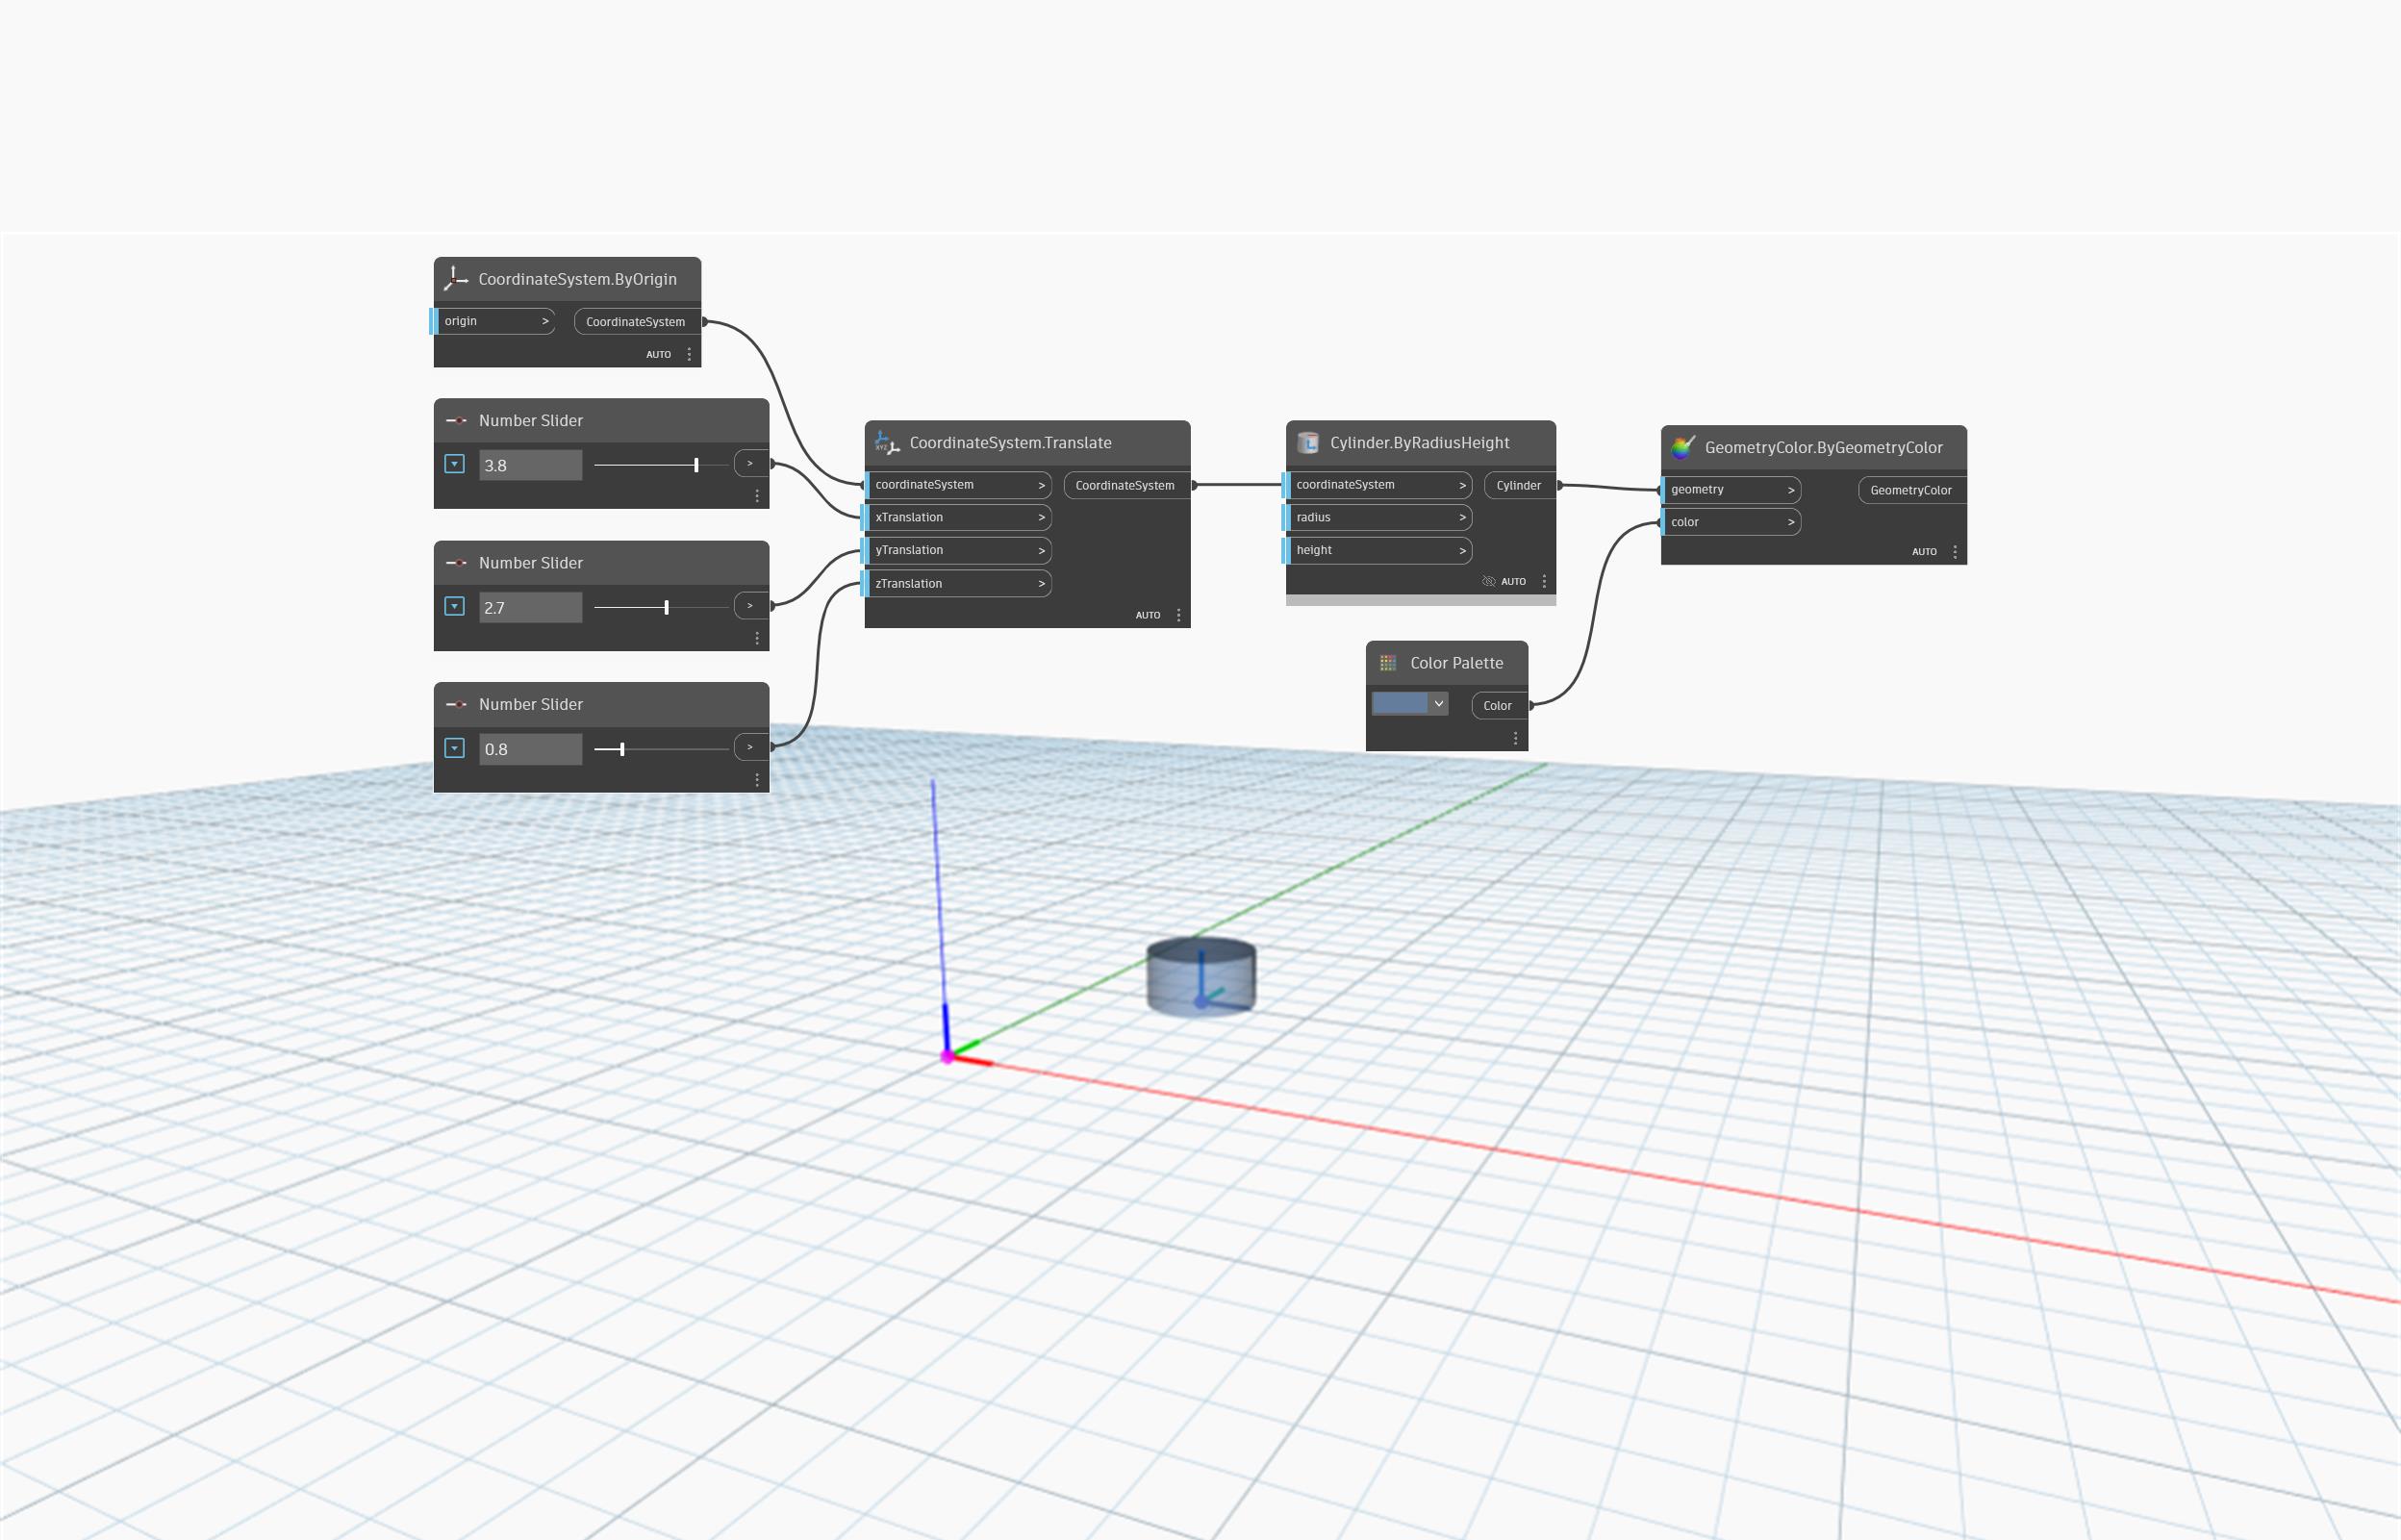 CoordinateSystem.ByOrigin
origin > CoordinateSystem
AUTO
Number Slider
3.8 >
Number Slider
2.7 >
Number Slider
0.8 >
CoordinateSystem.Translate
coordinateSystem > CoordinateSystem
xTranslation >
yTranslation >
zTranslation >
AUTO
Cylinder.ByRadiusHeight
coordinateSystem > Cylinder
radius >
height >
AUTO
Color Palette
Color
GeometryColor.ByGeometryColor
geometry > GeometryColor
color >
AUTO